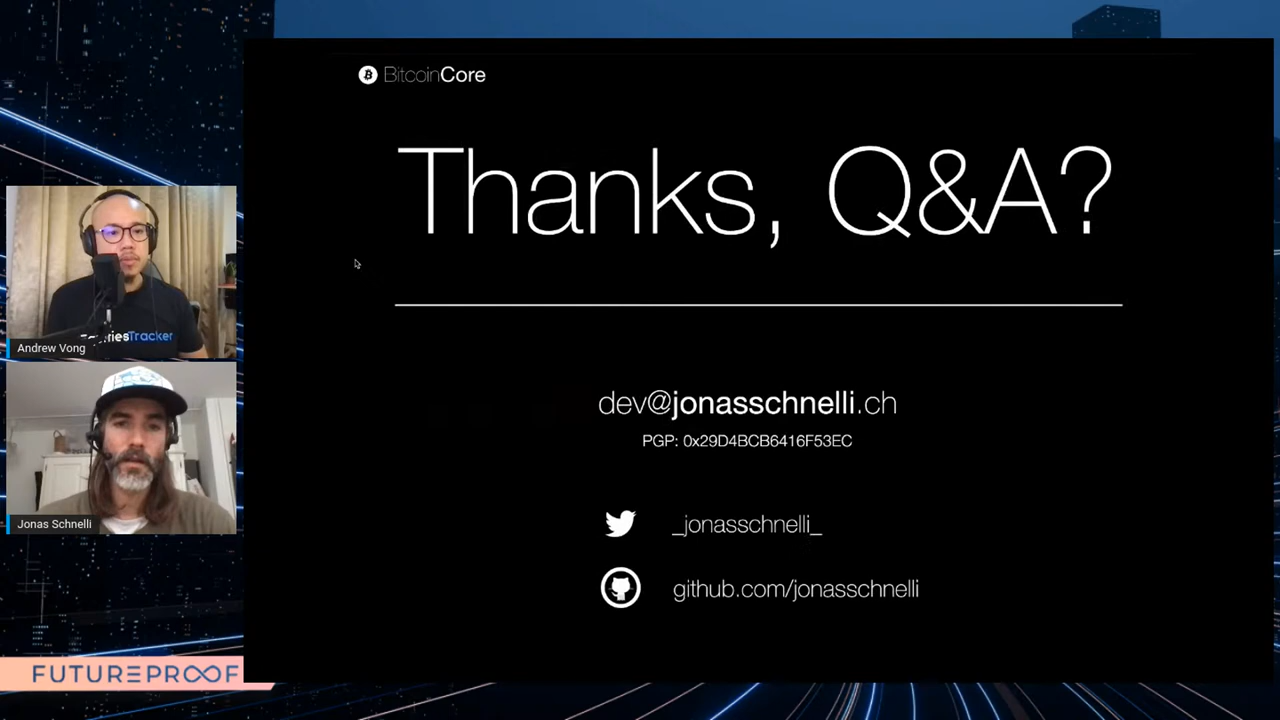 BitcoinCore
Thanks, Q&A?
dev@jonasschnelli.ch
PGP: 0x29D4BCB6416F53EC
_jonasschnelli_
github.com/jonasschnelli
Andrew Vong
Jonas Schnelli
FUTUREPROOF